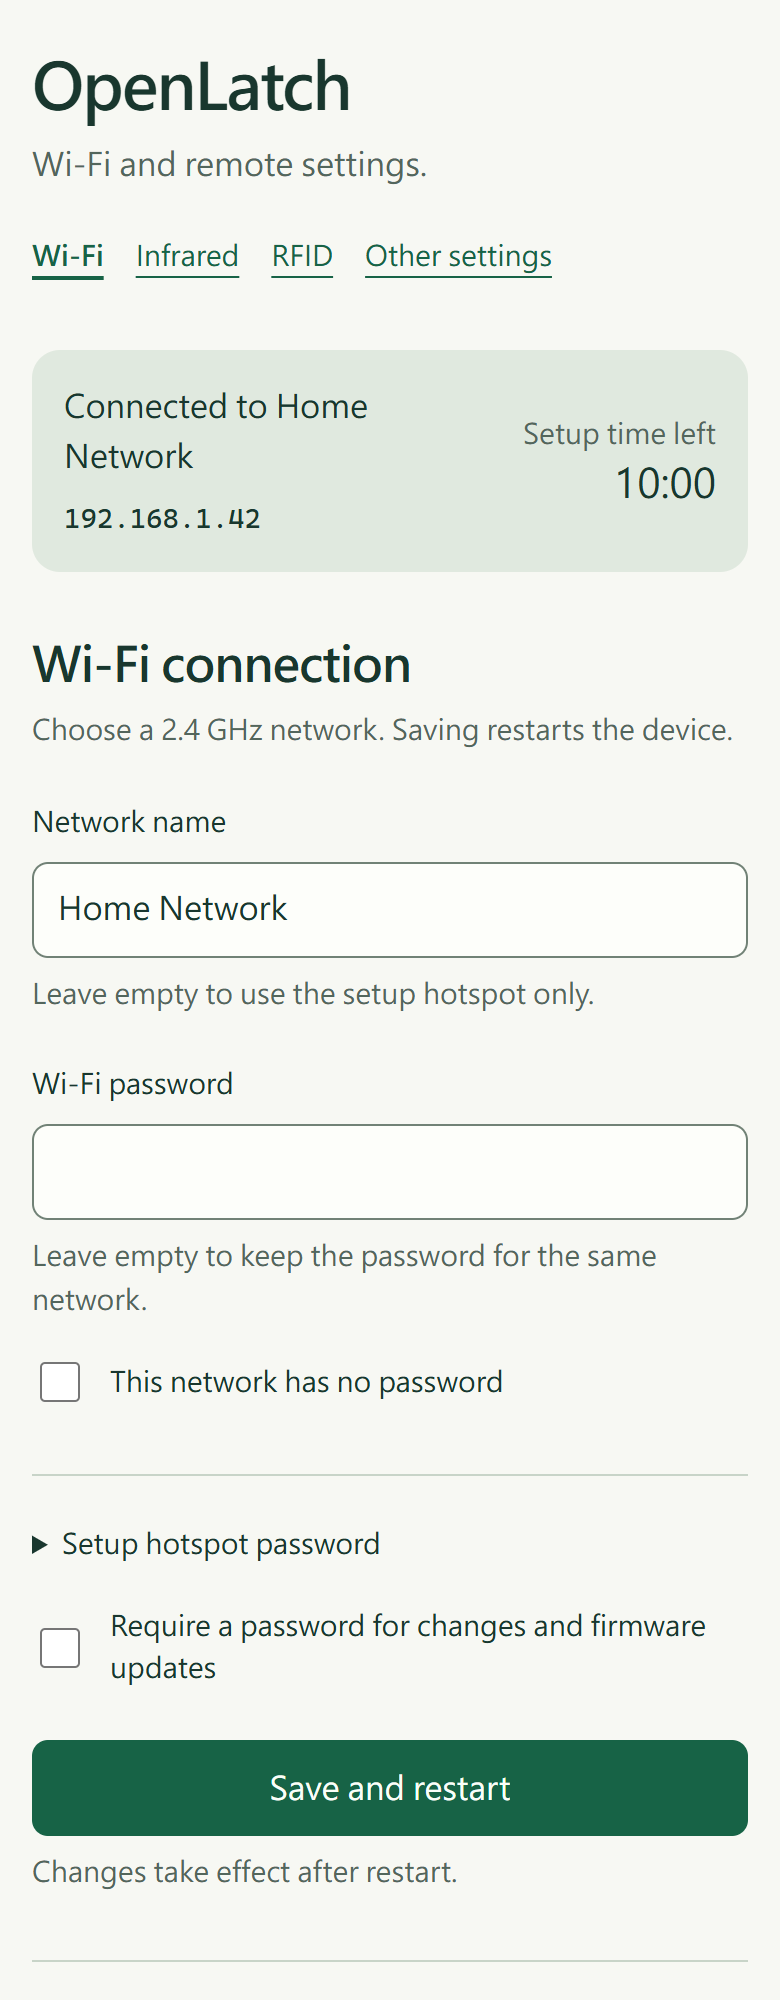 OpenLatch
Wi-Fi and remote settings.
Wi-Fi Infrared RFID Other settings
Connected to Home
Network
192.168.1.42
Setup time left
10:00
Wi-Fi connection
Choose a 2.4 GHz network. Saving restarts the device.
Network name
Home Network
Leave empty to use the setup hotspot only.
Wi-Fi password
Leave empty to keep the password for the same
network.
This network has no password
Setup hotspot password
Require a password for changes and firmware
updates
Save and restart
Changes take effect after restart.